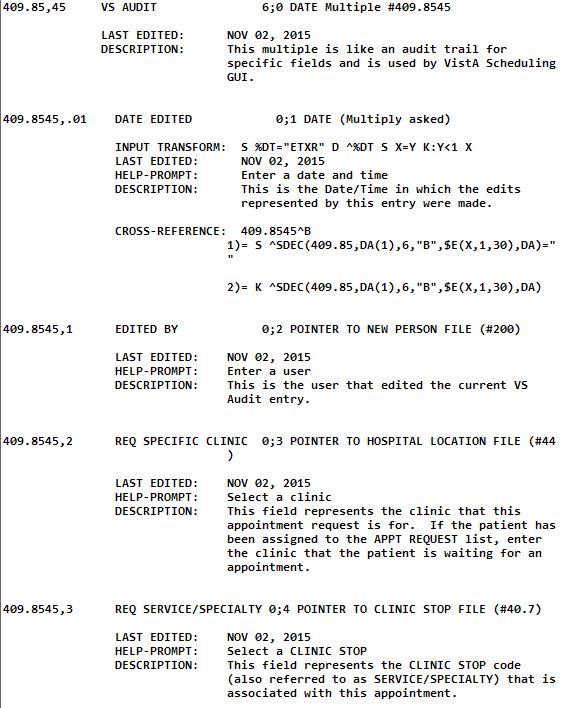 409.85,45     VS AUDIT               6;0 DATE Multiple #409.8545
LAST EDITED:      NOV 02, 2015
DESCRIPTION:      This multiple is like an audit trail for
specific fields and is used by VistA Scheduling
GUI.
409.8545,.01    DATE EDITED              0;1 DATE (Multiply asked)
INPUT TRANSFORM:  S %DT="ETXR" D ^%DT S X=Y K:Y<1 X
LAST EDITED:        NOV 02, 2015
HELP-PROMPT:        Enter a date and time
DESCRIPTION:        This is the Date/Time in which the edits
represented by this entry were made.
CROSS-REFERENCE:  409.8545^B
1)= S ^SDEC(409.85,DA(1),6,"B",$E(X,1,30),DA)="
"
2)= K ^SDEC(409.85,DA(1),6,"B",$E(X,1,30),DA)
409.8545,1      EDITED BY            0;2 POINTER TO NEW PERSON FILE (#200)
LAST EDITED:    NOV 02, 2015
HELP-PROMPT:    Enter a user
DESCRIPTION:    This is the user that edited the current VS
Audit entry.
409.8545,2      REQ SPECIFIC CLINIC  0;3 POINTER TO HOSPITAL LOCATION FILE (#44
)
LAST EDITED:    NOV 02, 2015
HELP-PROMPT:    Select a clinic
DESCRIPTION:    This field represents the clinic that this
appointment request is for.  If the patient has
been assigned to the APPT REQUEST list, enter
the clinic that the patient is waiting for an
appointment.
409.8545,3      REQ SERVICE/SPECIALTY 0;4 POINTER TO CLINIC STOP FILE (#40.7)
LAST EDITED:    NOV 02, 2015
HELP-PROMPT:    Select a CLINIC STOP
DESCRIPTION:    This field represents the CLINIC STOP code
(also referred to as SERVICE/SPECIALTY) that is
associated with this appointment.